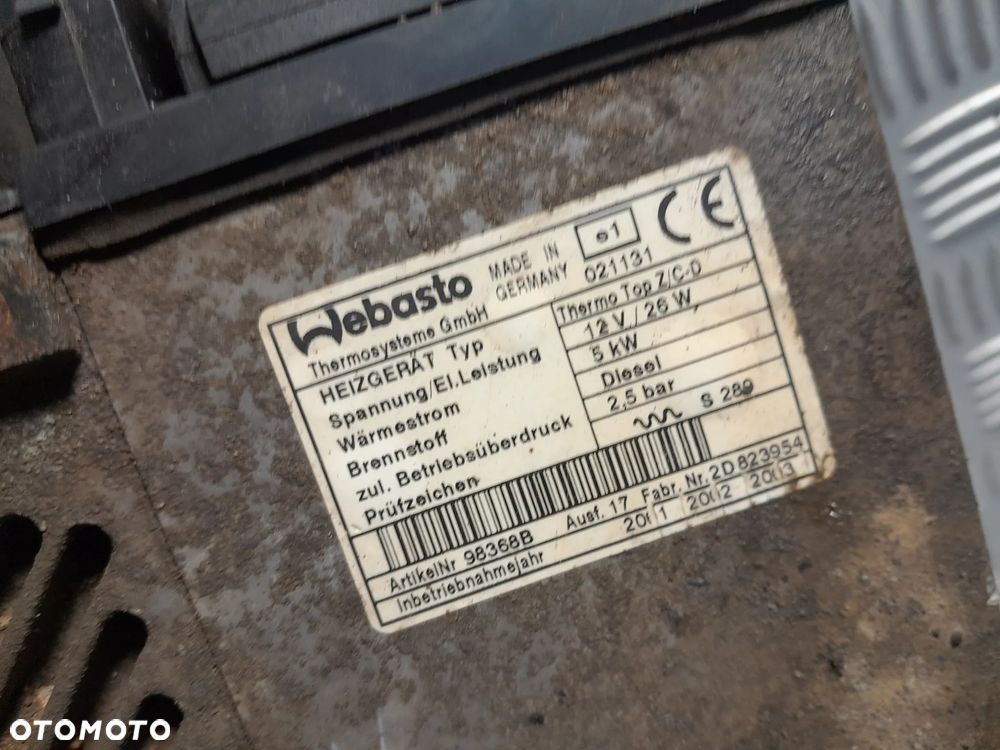 Webasto MADE IN GERMANY e1 021131 CE
Thermosysteme GmbH
HEIZGERÄT Typ Thermo Top Z/C-D
Spannung/El.Leistung 12 V / 26 W
Wärmestrom 5 kW
Brennstoff Diesel
zul. Betriebsüberdruck 2,5 bar
Prüfzeichen S 289
ArtikelNr 98368B Ausf. 17 Fabr. Nr. 2D 823954
Inbetriebnahmejahr 2001 2002 2003
OTOMOTO